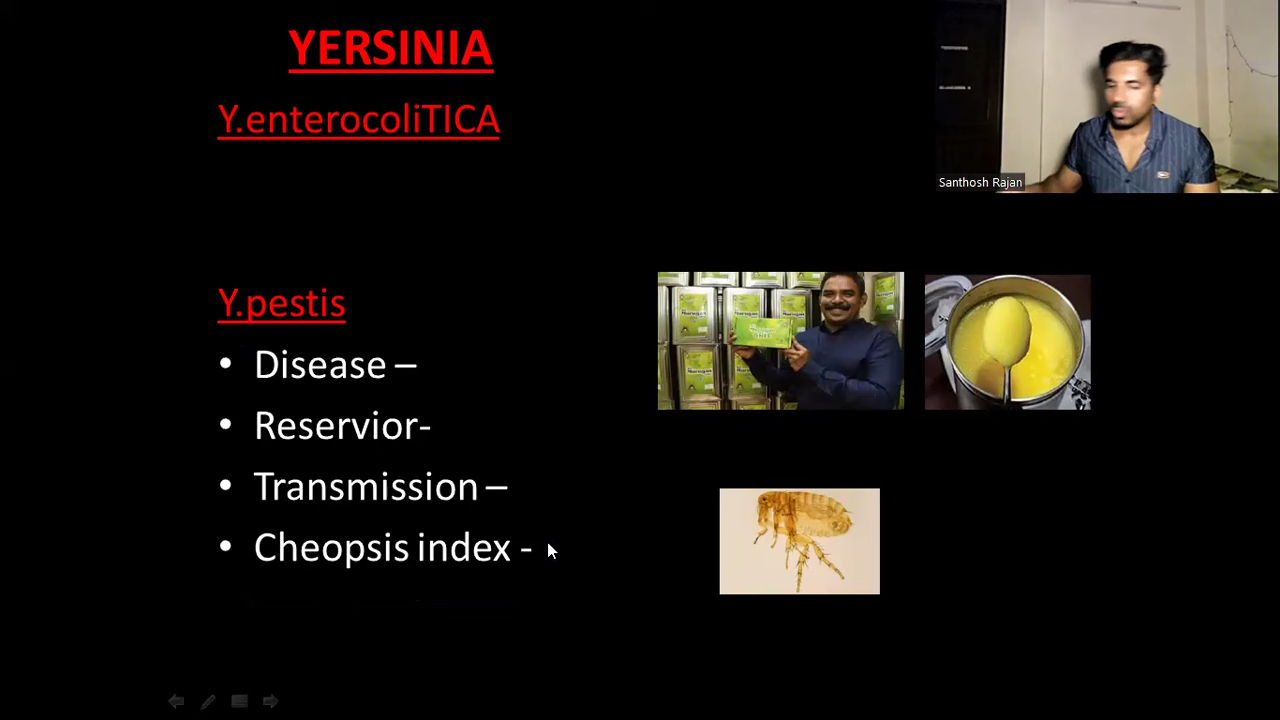 YERSINIA
Y.enterocoliTICA
Santhosh Rajan
Y.pestis
• Disease –
• Reservior-
• Transmission –
• Cheopsis index -